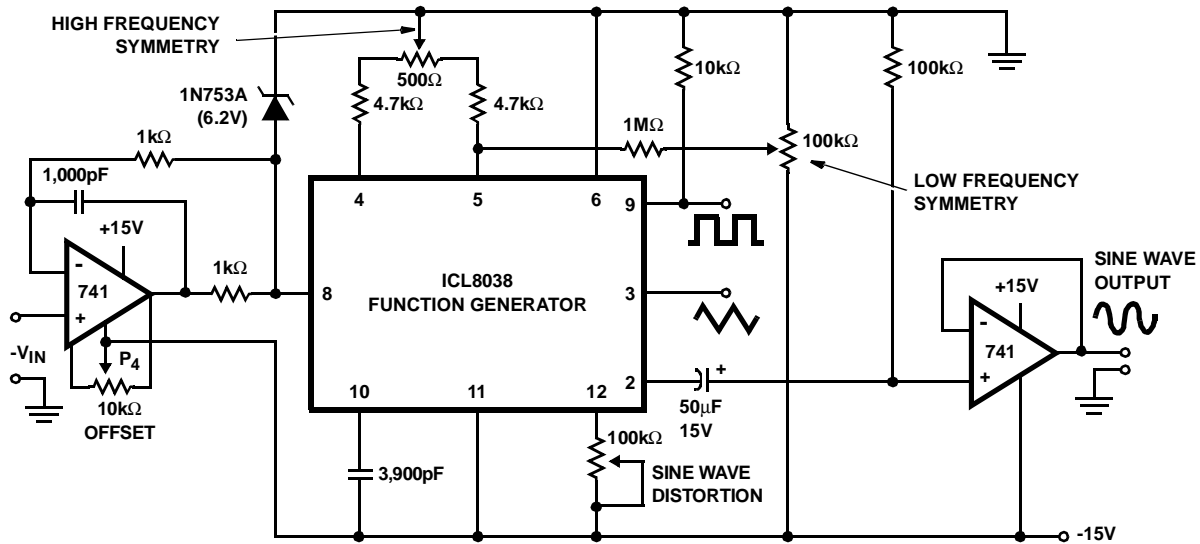 HIGH FREQUENCY
SYMMETRY
500Ω
10kΩ
100kΩ
1N753A
(6.2V)
4.7kΩ
4.7kΩ
1kΩ
1MΩ
100kΩ
LOW FREQUENCY
SYMMETRY
1,000pF
4
5
6
9
+15V
-
741
+
1kΩ
8
ICL8038
FUNCTION GENERATOR
3
SINE WAVE
OUTPUT
+15V
-
741
+
-VIN
P4
10kΩ
OFFSET
10
11
12
2
+
50μF
15V
100kΩ
3,900pF
SINE WAVE
DISTORTION
-15V